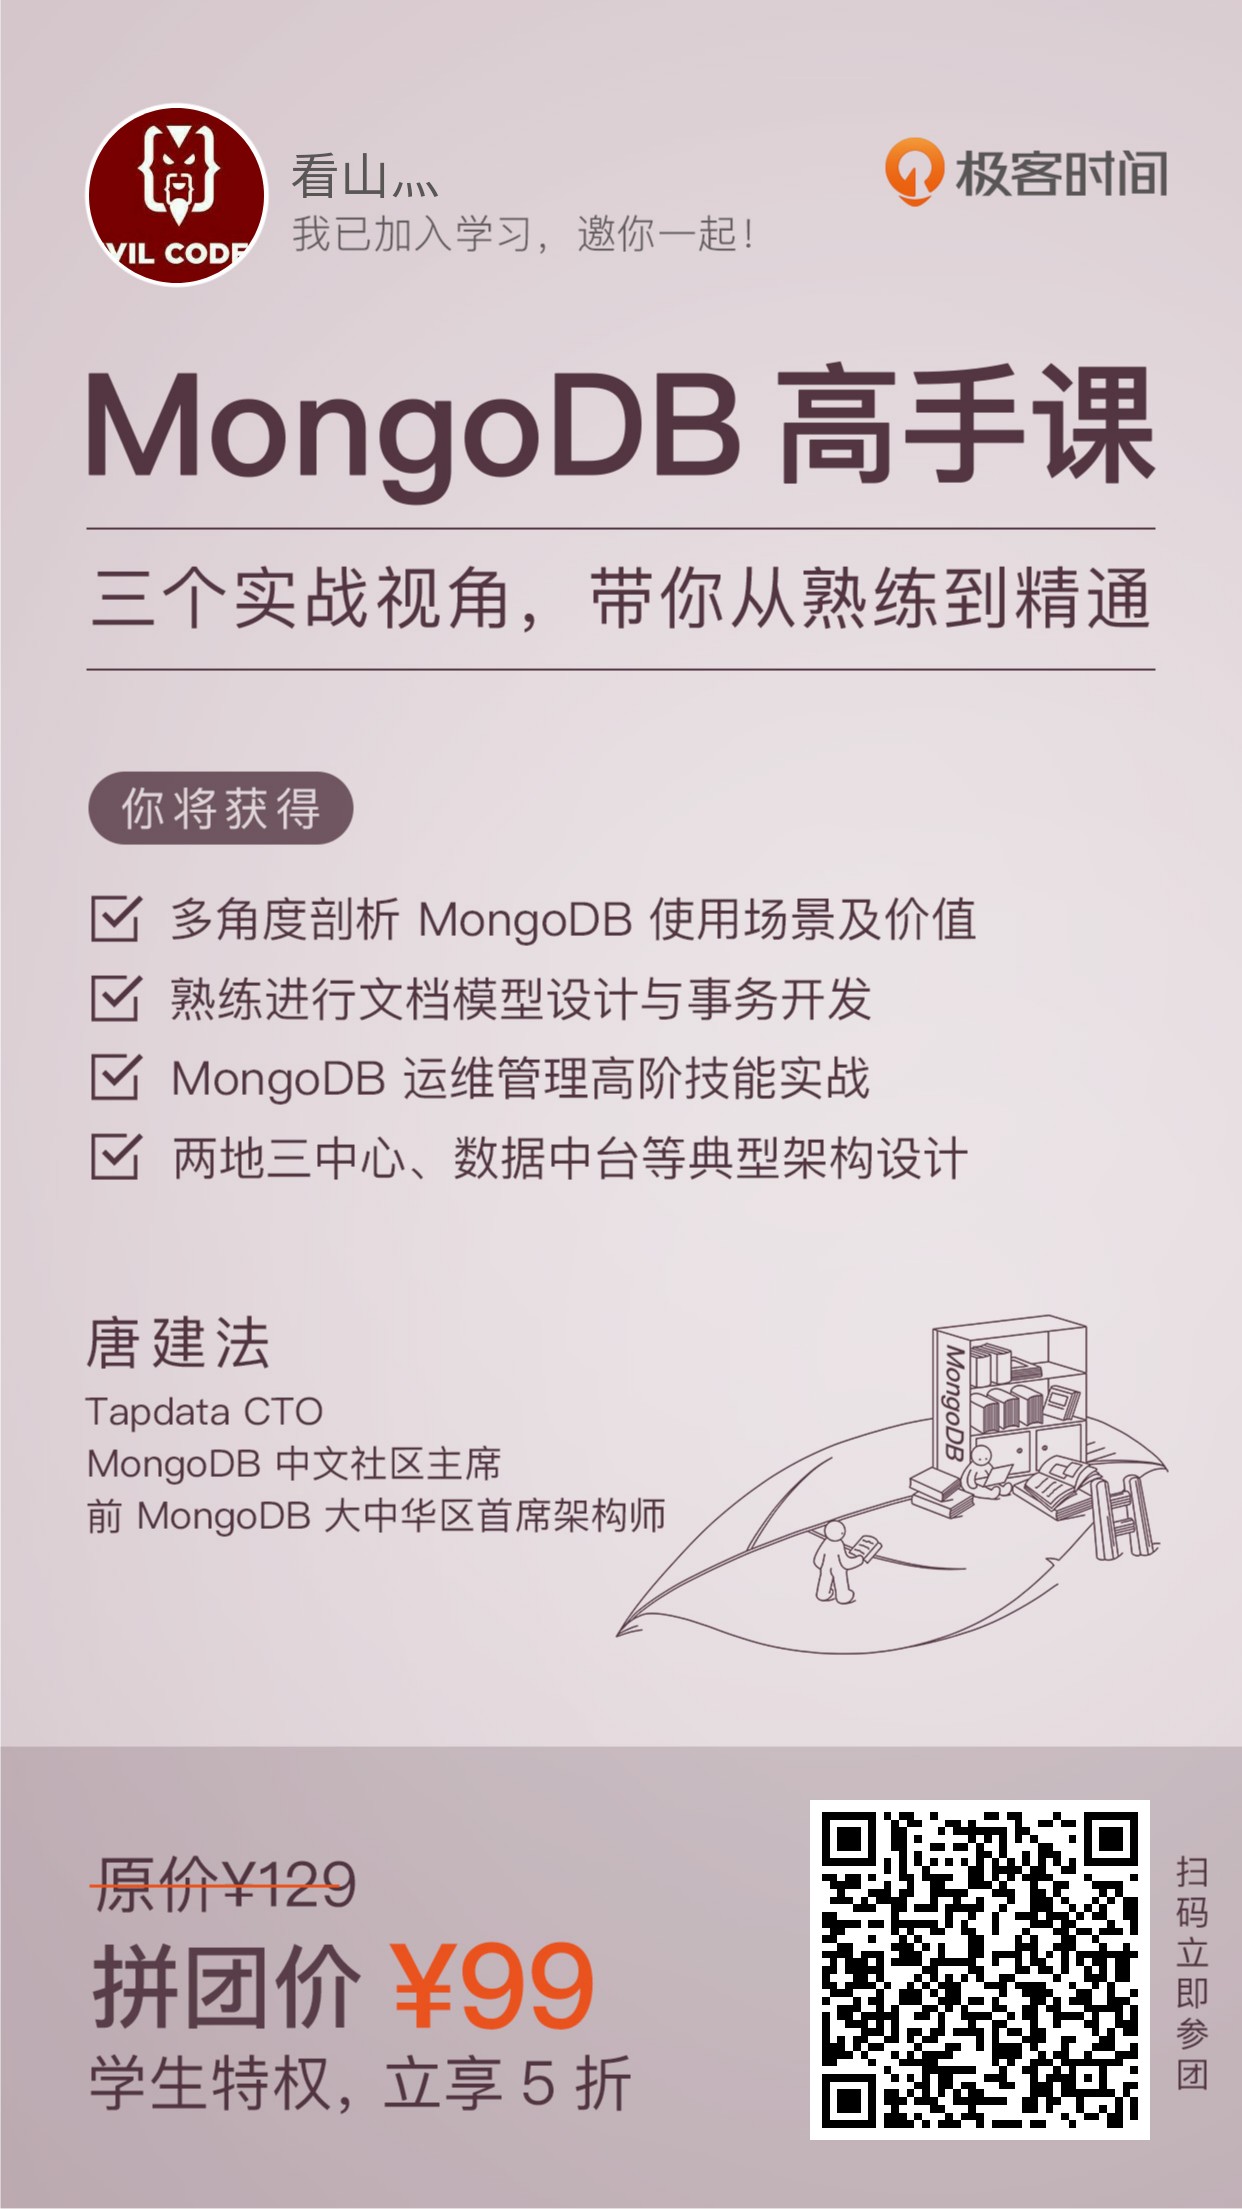 看山灬
极客时间
我已加入学习，邀你一起！
VIL CODE
MongoDB 高手课
三个实战视角，带你从熟练到精通
你将获得
多角度剖析 MongoDB 使用场景及价值
熟练进行文档模型设计与事务开发
MongoDB 运维管理高阶技能实战
两地三中心、数据中台等典型架构设计
唐建法
Tapdata CTO
MongoDB 中文社区主席
前 MongoDB 大中华区首席架构师
MongoDB
原价¥129
拼团价 ¥99
学生特权，立享 5 折
扫码立即参团